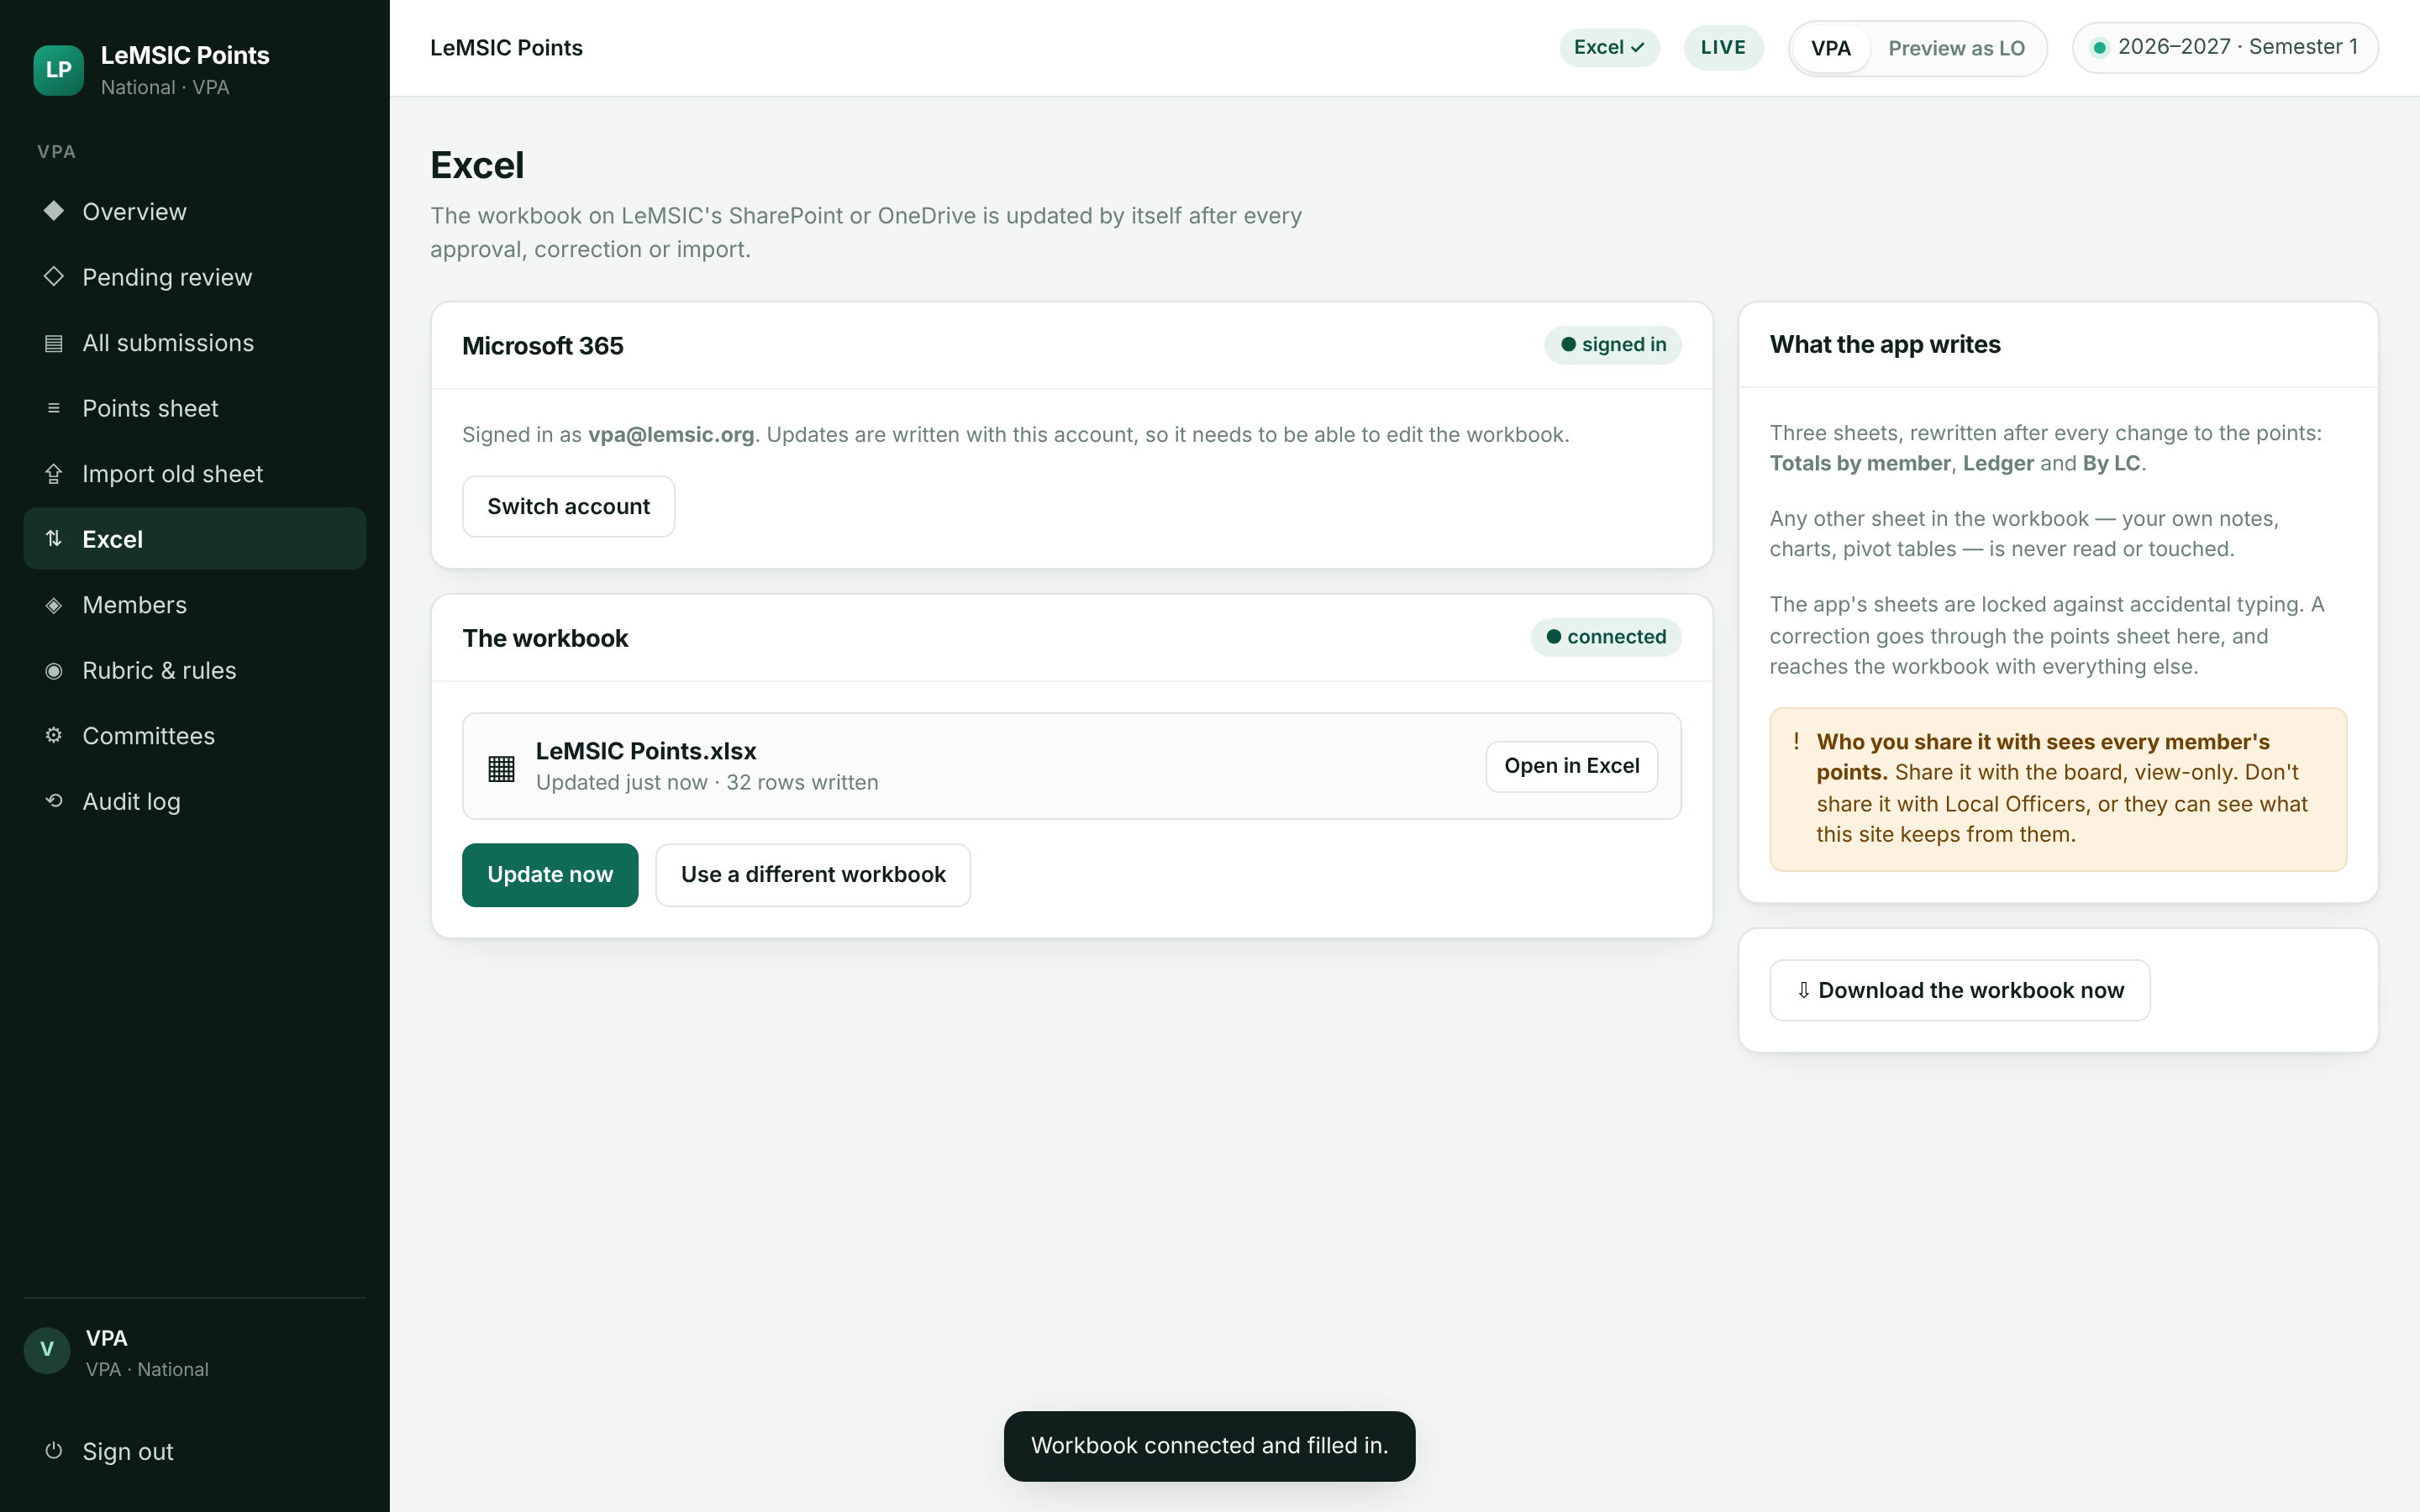 LP
LeMSIC Points
National · VPA
VPA
Overview
Pending review
All submissions
Points sheet
Import old sheet
Excel
Members
Rubric & rules
Committees
Audit log
V
VPA
VPA · National
Sign out
LeMSIC Points
Excel ✓
LIVE
VPA
Preview as LO
2026–2027 · Semester 1
Excel
The workbook on LeMSIC's SharePoint or OneDrive is updated by itself after every
approval, correction or import.
Microsoft 365
signed in
Signed in as vpa@lemsic.org. Updates are written with this account, so it needs to be able to edit the workbook.
Switch account
The workbook
connected
LeMSIC Points.xlsx
Updated just now · 32 rows written
Open in Excel
Update now
Use a different workbook
What the app writes
Three sheets, rewritten after every change to the points:
Totals by member, Ledger and By LC.
Any other sheet in the workbook — your own notes,
charts, pivot tables — is never read or touched.
The app's sheets are locked against accidental typing. A
correction goes through the points sheet here, and
reaches the workbook with everything else.
! Who you share it with sees every member's
points. Share it with the board, view-only. Don't
share it with Local Officers, or they can see what
this site keeps from them.
⇩ Download the workbook now
Workbook connected and filled in.